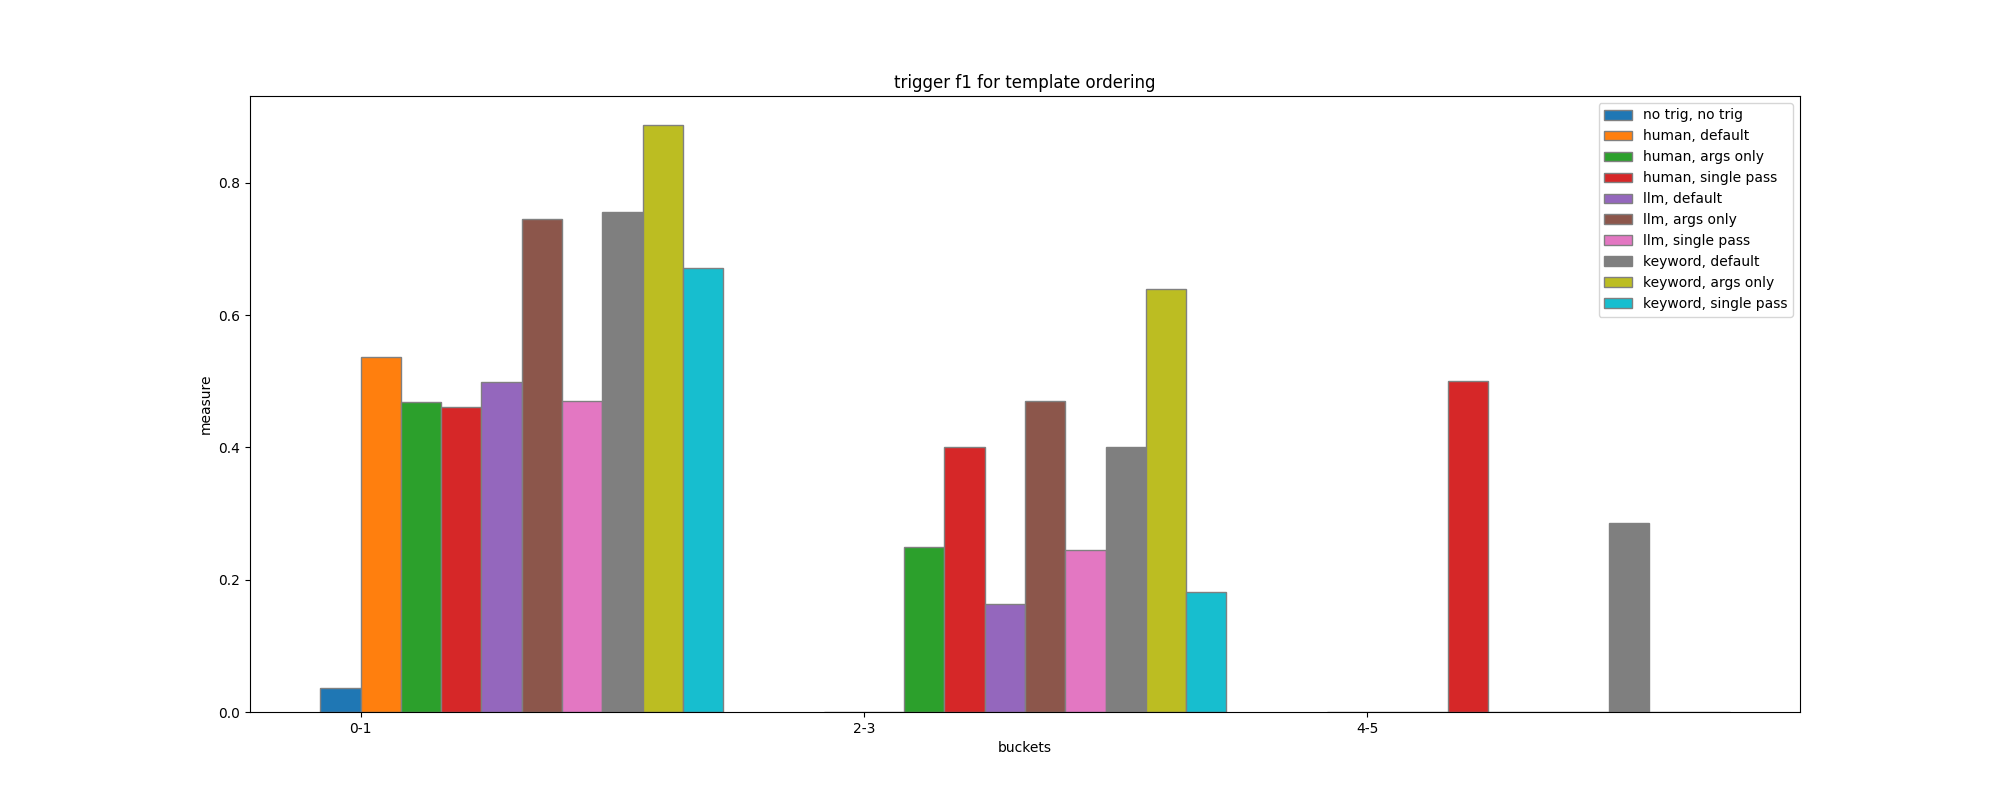 trigger f1 for template ordering
no trig, no trig
human, default
human, args only
human, single pass
llm, default
llm, args only
llm, single pass
keyword, default
keyword, args only
keyword, single pass
measure
0.8
0.6
0.4
0.2
0.0
0-1
2-3
4-5
buckets